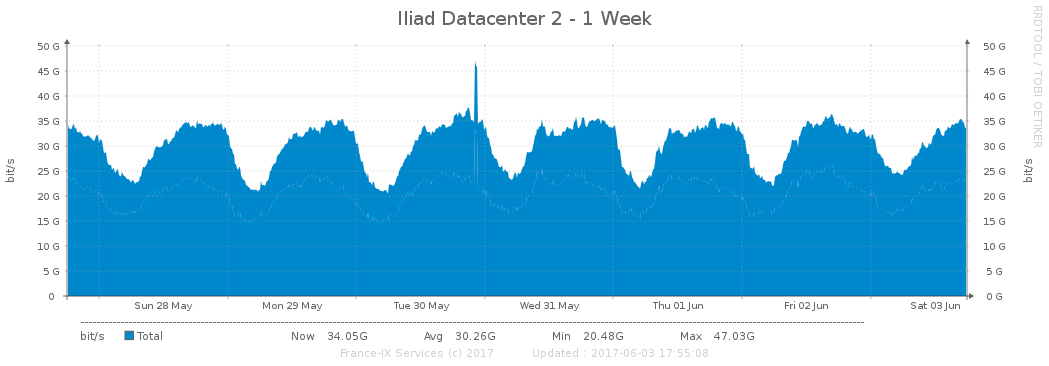 Iliad Datacenter 2 - 1 Week
RRDTOOL / TOBI OETIKER
50 G 50 G
45 G 45 G
40 G 40 G
35 G 35 G
30 G 30 G
25 G 25 G
20 G 20 G
15 G 15 G
10 G 10 G
5 G 5 G
0 0 G
bit/s
bit/s
Sun 28 May Mon 29 May Tue 30 May Wed 31 May Thu 01 Jun Fri 02 Jun Sat 03 Jun
bit/s Total Now 34.05G Avg 30.26G Min 20.48G Max 47.03G
France-IX Services (c) 2017 Updated : 2017-06-03 17:55:08